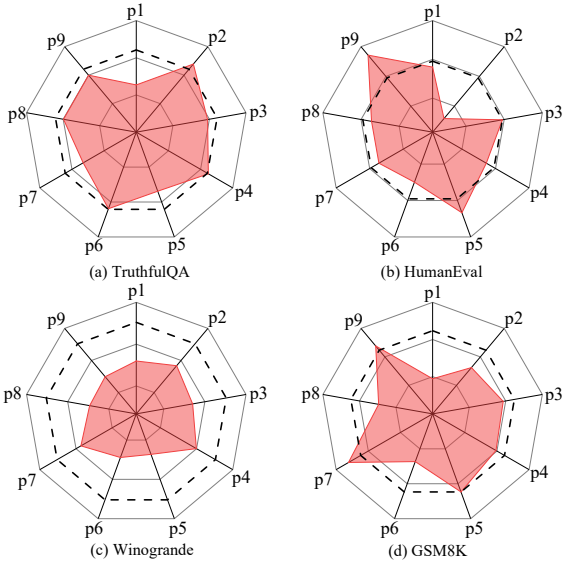 p1
p2
p3
p4
p5
p6
p7
p8
p9
(a) TruthfulQA
p1
p2
p3
p4
p5
p6
p7
p8
p9
(b) HumanEval
p1
p2
p3
p4
p5
p6
p7
p8
p9
(c) Winogrande
p1
p2
p3
p4
p5
p6
p7
p8
p9
(d) GSM8K